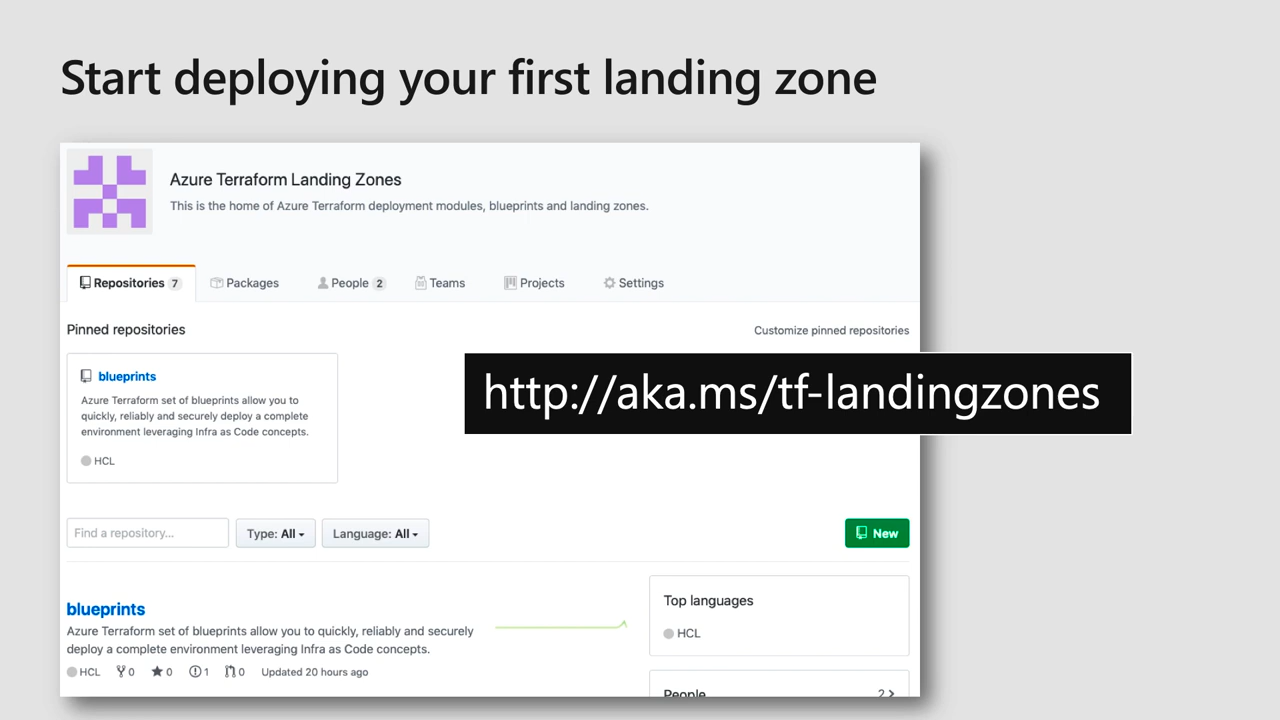 Start deploying your first landing zone
Azure Terraform Landing Zones
This is the home of Azure Terraform deployment modules, blueprints and landing zones.
Repositories 7 Packages People 2 Teams Projects Settings
Pinned repositories
Customize pinned repositories
blueprints
Azure Terraform set of blueprints allow you to
quickly, reliably and securely deploy a complete
environment leveraging Infra as Code concepts.
HCL
http://aka.ms/tf-landingzones
Find a repository... Type: All Language: All New
blueprints
Azure Terraform set of blueprints allow you to quickly, reliably and securely
deploy a complete environment leveraging Infra as Code concepts.
HCL 0 0 1 0 Updated 20 hours ago
Top languages
HCL
People 2